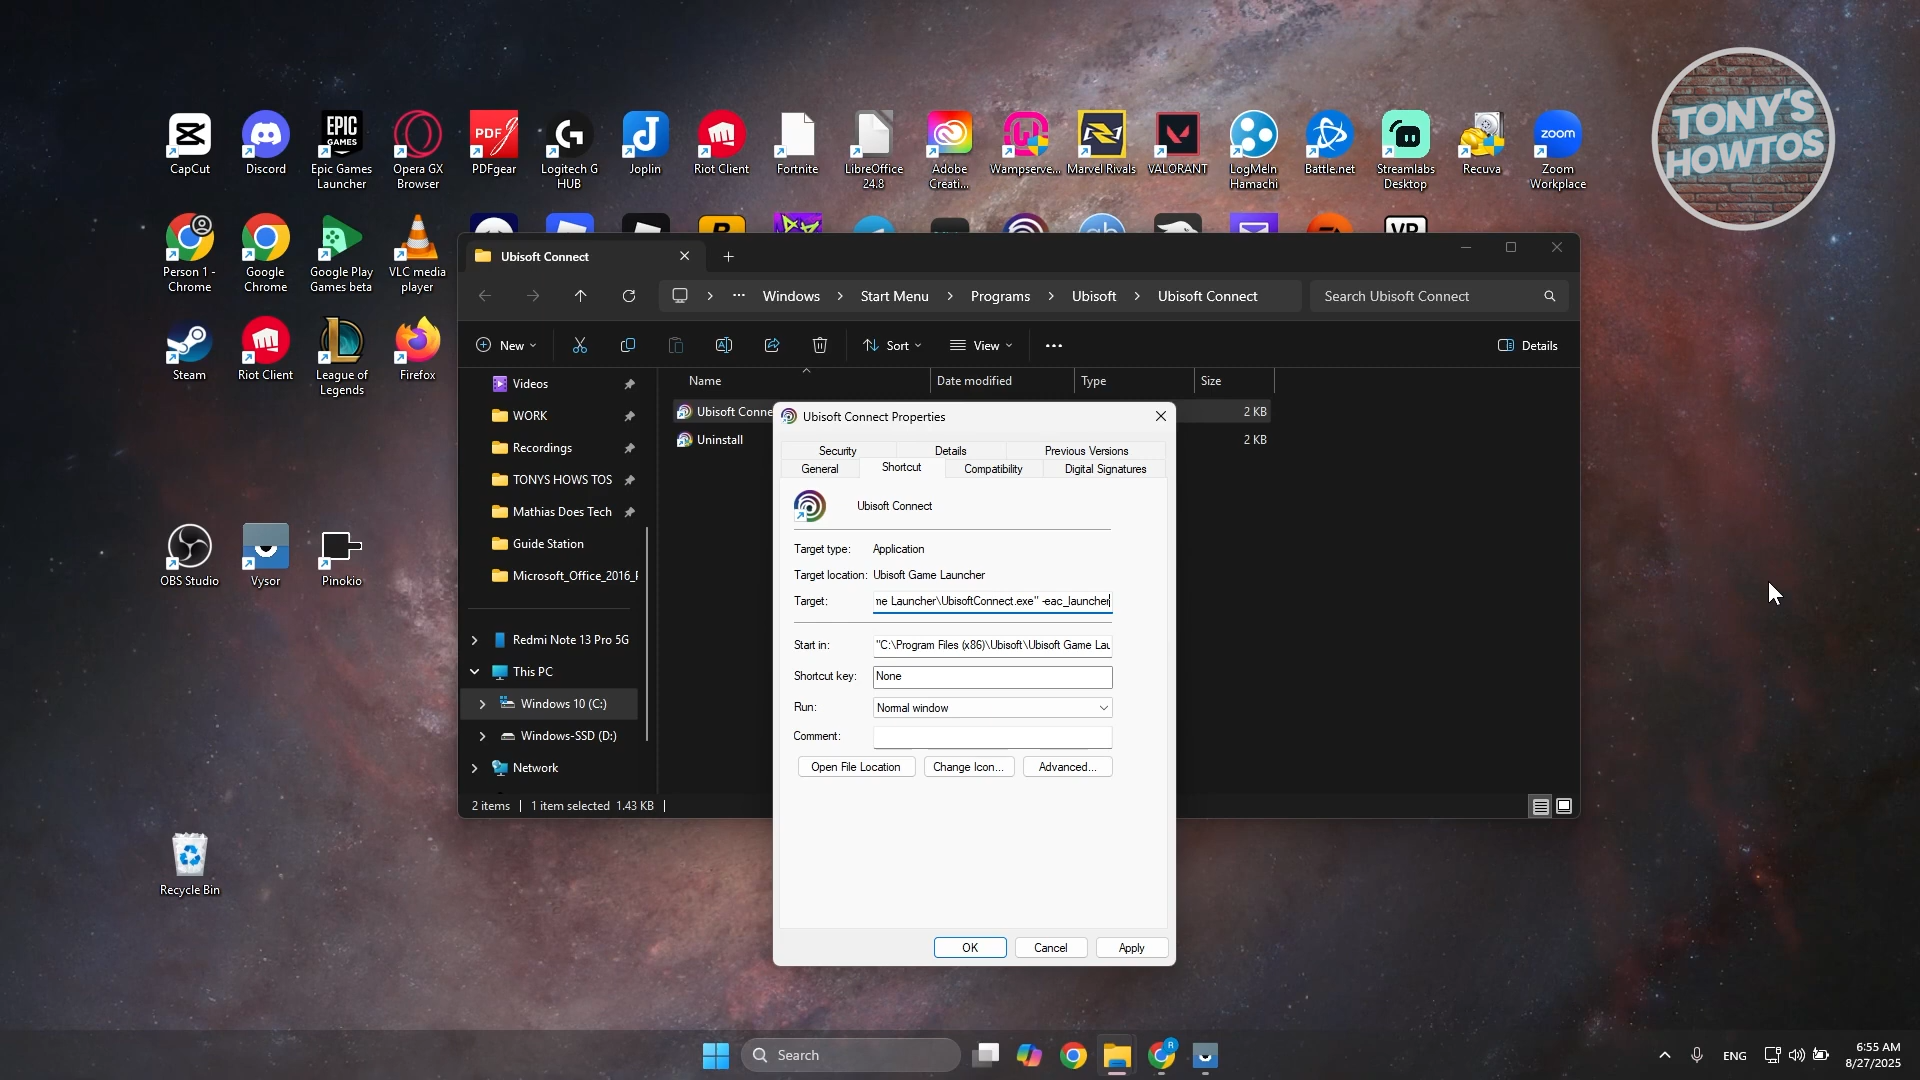 TONY'S
HOWTOS
CapCut
Discord
EPIC
GAMES
Epic Games
Launcher
Opera GX
Browser
PDF
PDFgear
Logitech G
HUB
Joplin
Riot Client
Fortnite
LibreOffice
24.8
Adobe
Creati...
Wampserve...
Marvel Rivals
VALORANT
LogMeIn
Hamachi
Battle.net
Streamlabs
Desktop
Recuva
zoom
Zoom
Workplace
Person 1 -
Chrome
Google
Chrome
Google Play
Games beta
VLC media
player
VR
Steam
Riot Client
League of
Legends
Firefox
OBS Studio
Vysor
Pinokio
Recycle Bin
Ubisoft Connect
Windows
Start Menu
Programs
Ubisoft
Ubisoft Connect
Search Ubisoft Connect
New
Sort
View
Details
Videos
WORK
Recordings
TONYS HOWS TOS
Mathias Does Tech
Guide Station
Microsoft_Office_2016_
Redmi Note 13 Pro 5G
This PC
Windows 10 (C:)
Windows-SSD (D:)
Network
Name
Date modified
Type
Size
Ubisoft Conne
2 KB
Uninstall
2 KB
2 items
1 item selected 1.43 KB
Ubisoft Connect Properties
Security
Details
Previous Versions
General
Shortcut
Compatibility
Digital Signatures
Ubisoft Connect
Target type: Application
Target location: Ubisoft Game Launcher
Target: me Launcher\UbisoftConnect.exe" -eac_launcher
Start in: "C:\Program Files (x86)\Ubisoft\Ubisoft Game Lau
Shortcut key: None
Run: Normal window
Comment:
Open File Location
Change Icon...
Advanced...
OK
Cancel
Apply
Search
ENG
6:55 AM
8/27/2025